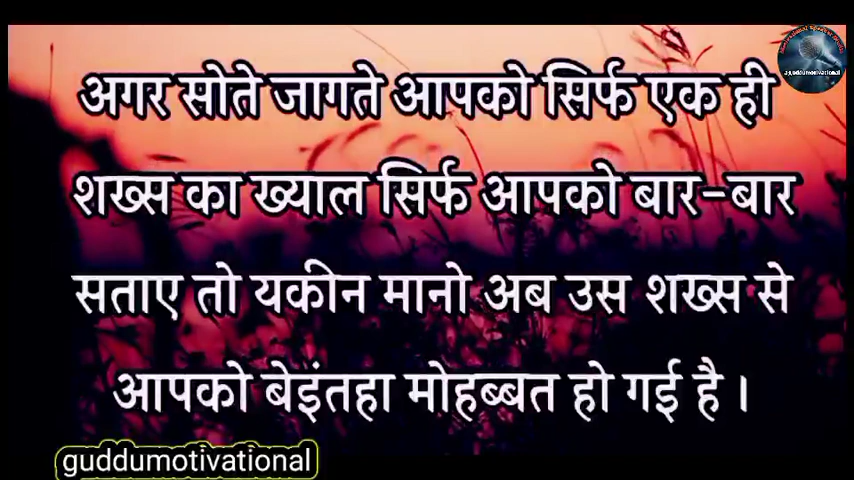 अगर सोते जागते आपको सिर्फ एक ही
शख्स का ख्याल सिर्फ आपको बार-बार
सताए तो यकीन मानो अब उस शख्स से
आपको बेइंतहा मोहब्बत हो गई है ।
guddumotivational